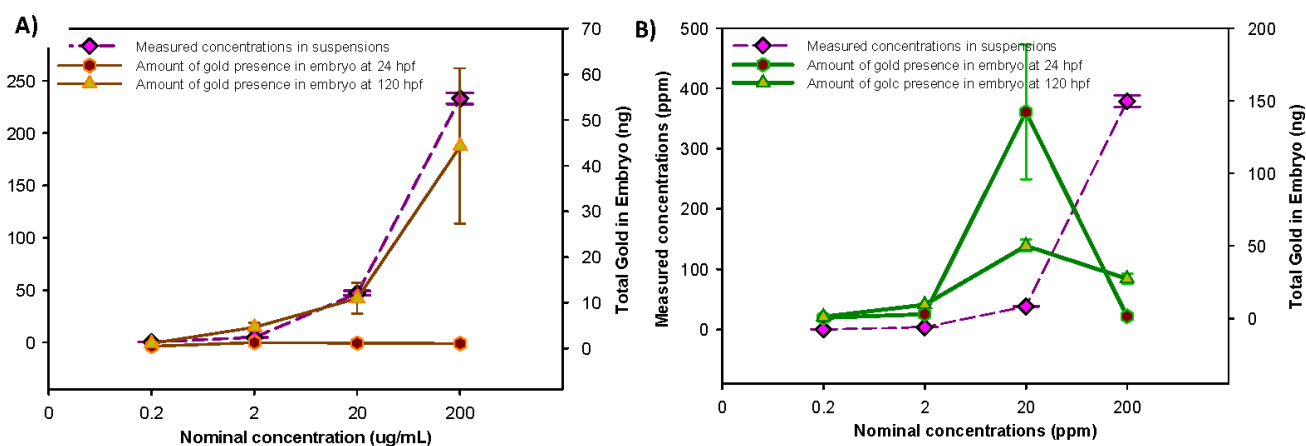 A)
70
60
50
40
30
20
10
0
250
200
150
100
50
0
Measured concentrations in suspensions
Amount of gold presence in embryo at 24 hpf
Amount of gold presence in embryo at 120 hpf
Total Gold in Embryo (ng)
0 0.2 2 20 200
Nominal concentration (ug/mL)
B)
500
400
300
200
100
0
Measured concentrations (ppm)
Measured concentrations in suspensions
Amount of gold presence in embryo at 24 hpf
Amount of golc presence in embryo at 120 hpf
200
150
100
50
0
Total Gold in Embryo (ng)
0 0.2 2 20 200
Nominal concentrations (ppm)